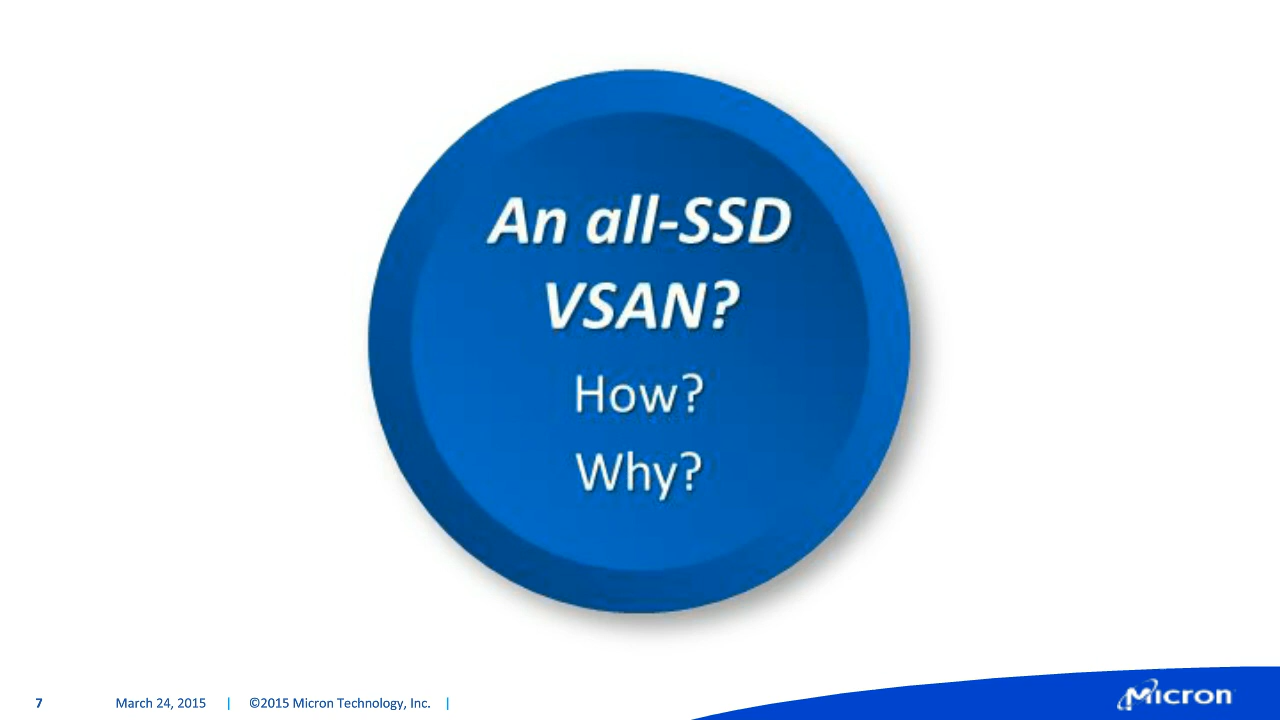 An all-SSD
VSAN?
How?
Why?
7 March 24, 2015 | ©2015 Micron Technology, Inc. |
Micron